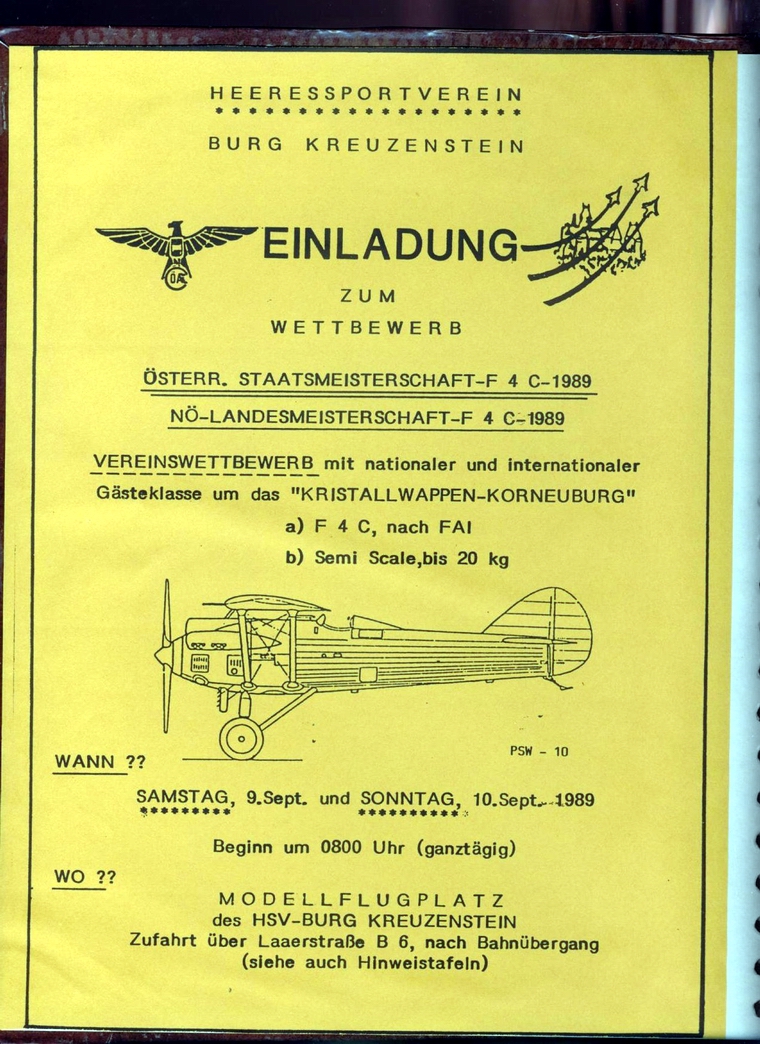 HEERESSPORTVEREIN
BURG KREUZENSTEIN
EINLADUNG
ZUM
WETTBEWERB
ÖSTERR. STAATSMEISTERSCHAFT-F 4 C-1989
NÖ-LANDESMEISTERSCHAFT-F 4 C-1989
VEREINSWETTBEWERB mit nationaler und internationaler
Gästeklasse um das "KRISTALLWAPPEN-KORNEUBURG"
a) F 4 C, nach FAI
b) Semi Scale,bis 20 kg
PSW - 10
WANN ??
SAMSTAG, 9.Sept. und SONNTAG, 10.Sept.-1989
Beginn um 0800 Uhr (ganztägig)
WO ??
MODELLFLUGPLATZ
des HSV-BURG KREUZENSTEIN
Zufahrt über Laaerstraße B 6, nach Bahnübergang
(siehe auch Hinweistafeln)